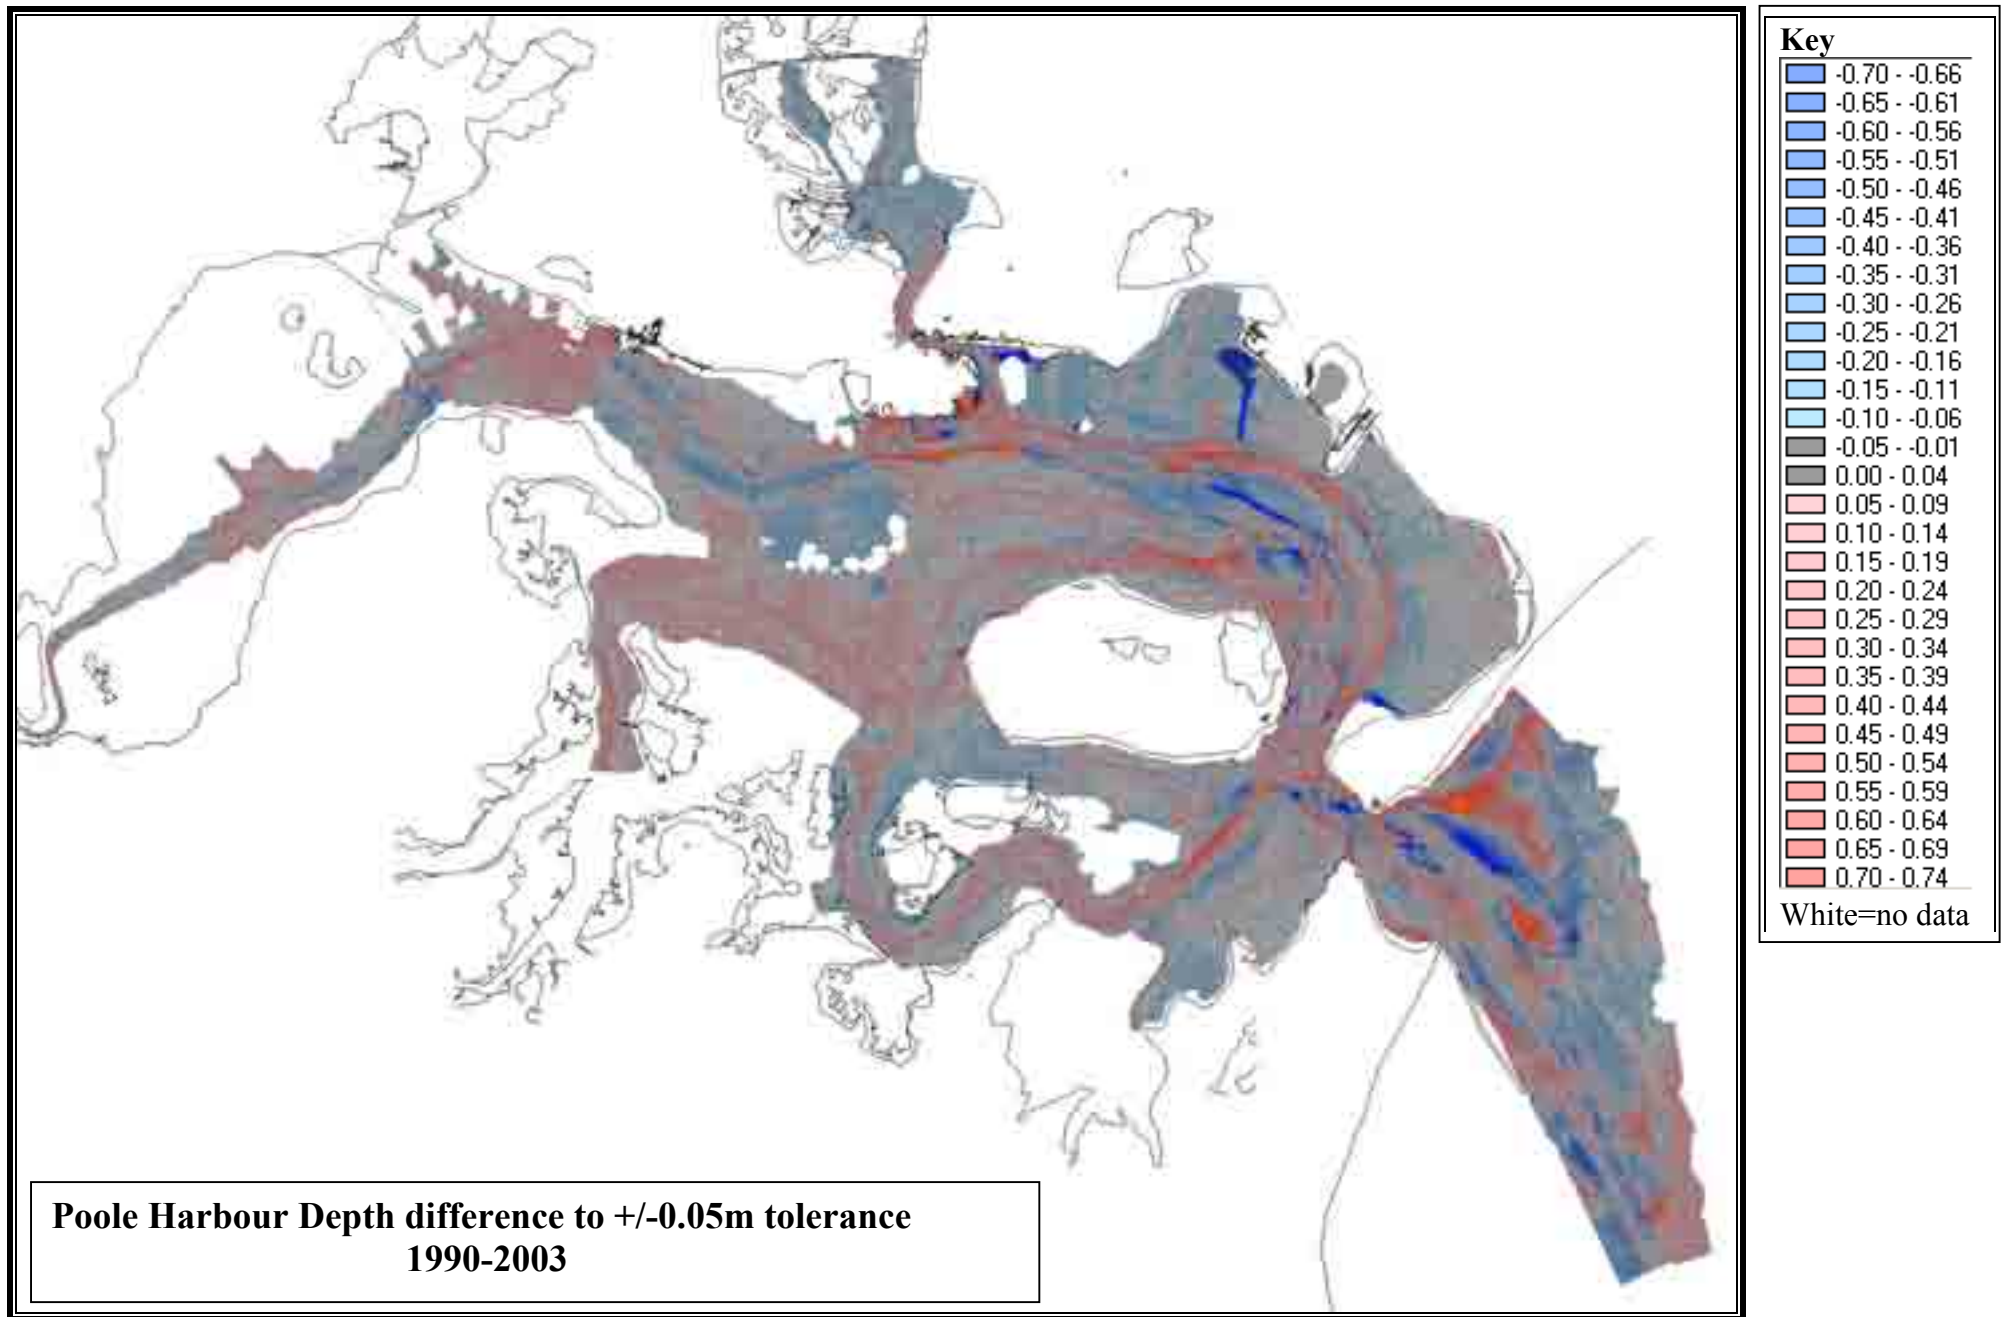 Key
-0.70 - -0.66
-0.65 - -0.61
-0.60 - -0.56
-0.55 - -0.51
-0.50 - -0.46
-0.45 - -0.41
-0.40 - -0.36
-0.35 - -0.31
-0.30 - -0.26
-0.25 - -0.21
-0.20 - -0.16
-0.15 - -0.11
-0.10 - -0.06
-0.05 - -0.01
0.00 - 0.04
0.05 - 0.09
0.10 - 0.14
0.15 - 0.19
0.20 - 0.24
0.25 - 0.29
0.30 - 0.34
0.35 - 0.39
0.40 - 0.44
0.45 - 0.49
0.50 - 0.54
0.55 - 0.59
0.60 - 0.64
0.65 - 0.69
0.70 - 0.74
White=no data
Poole Harbour Depth difference to +/-0.05m tolerance
1990-2003